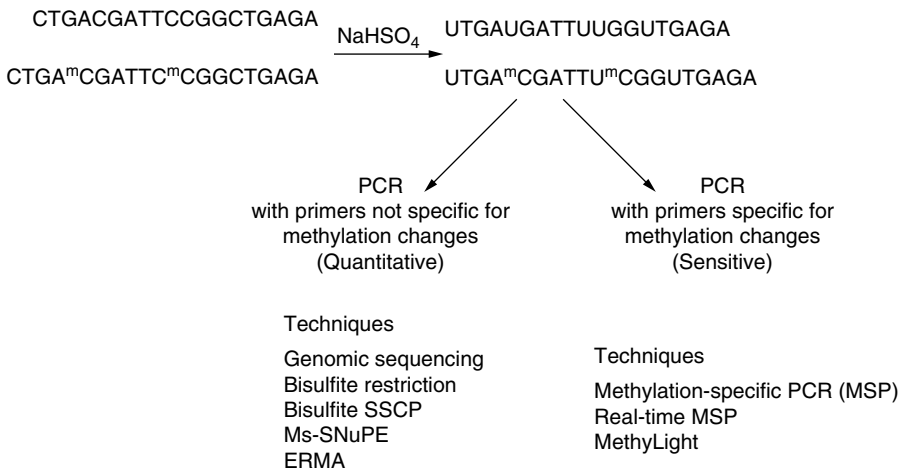 CTGACGATTCCGGCTGAGA
NaHSO4
UTGAUGATTUUGGUTGAGA
CTGAmCGATTCmCGGCTGAGA
UTGAmCGATTUmCGGUTGAGA
PCR
with primers not specific for
methylation changes
(Quantitative)
PCR
with primers specific for
methylation changes
(Sensitive)
Techniques
Genomic sequencing
Bisulfite restriction
Bisulfite SSCP
Ms-SNuPE
ERMA
Techniques
Methylation-specific PCR (MSP)
Real-time MSP
MethyLight